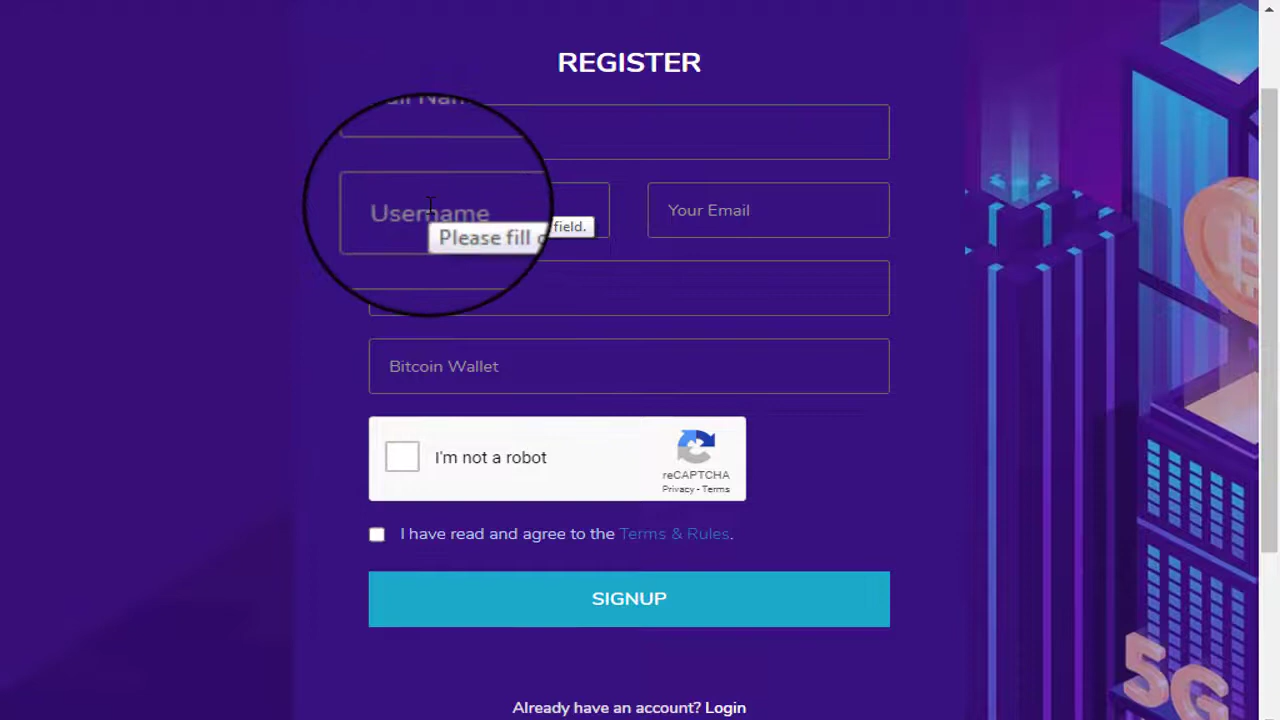 REGISTER
Username
Your Email
Please fill
field.
Bitcoin Wallet
I'm not a robot
reCAPTCHA
Privacy - Terms
I have read and agree to the Terms & Rules.
SIGNUP
Already have an account? Login
5G